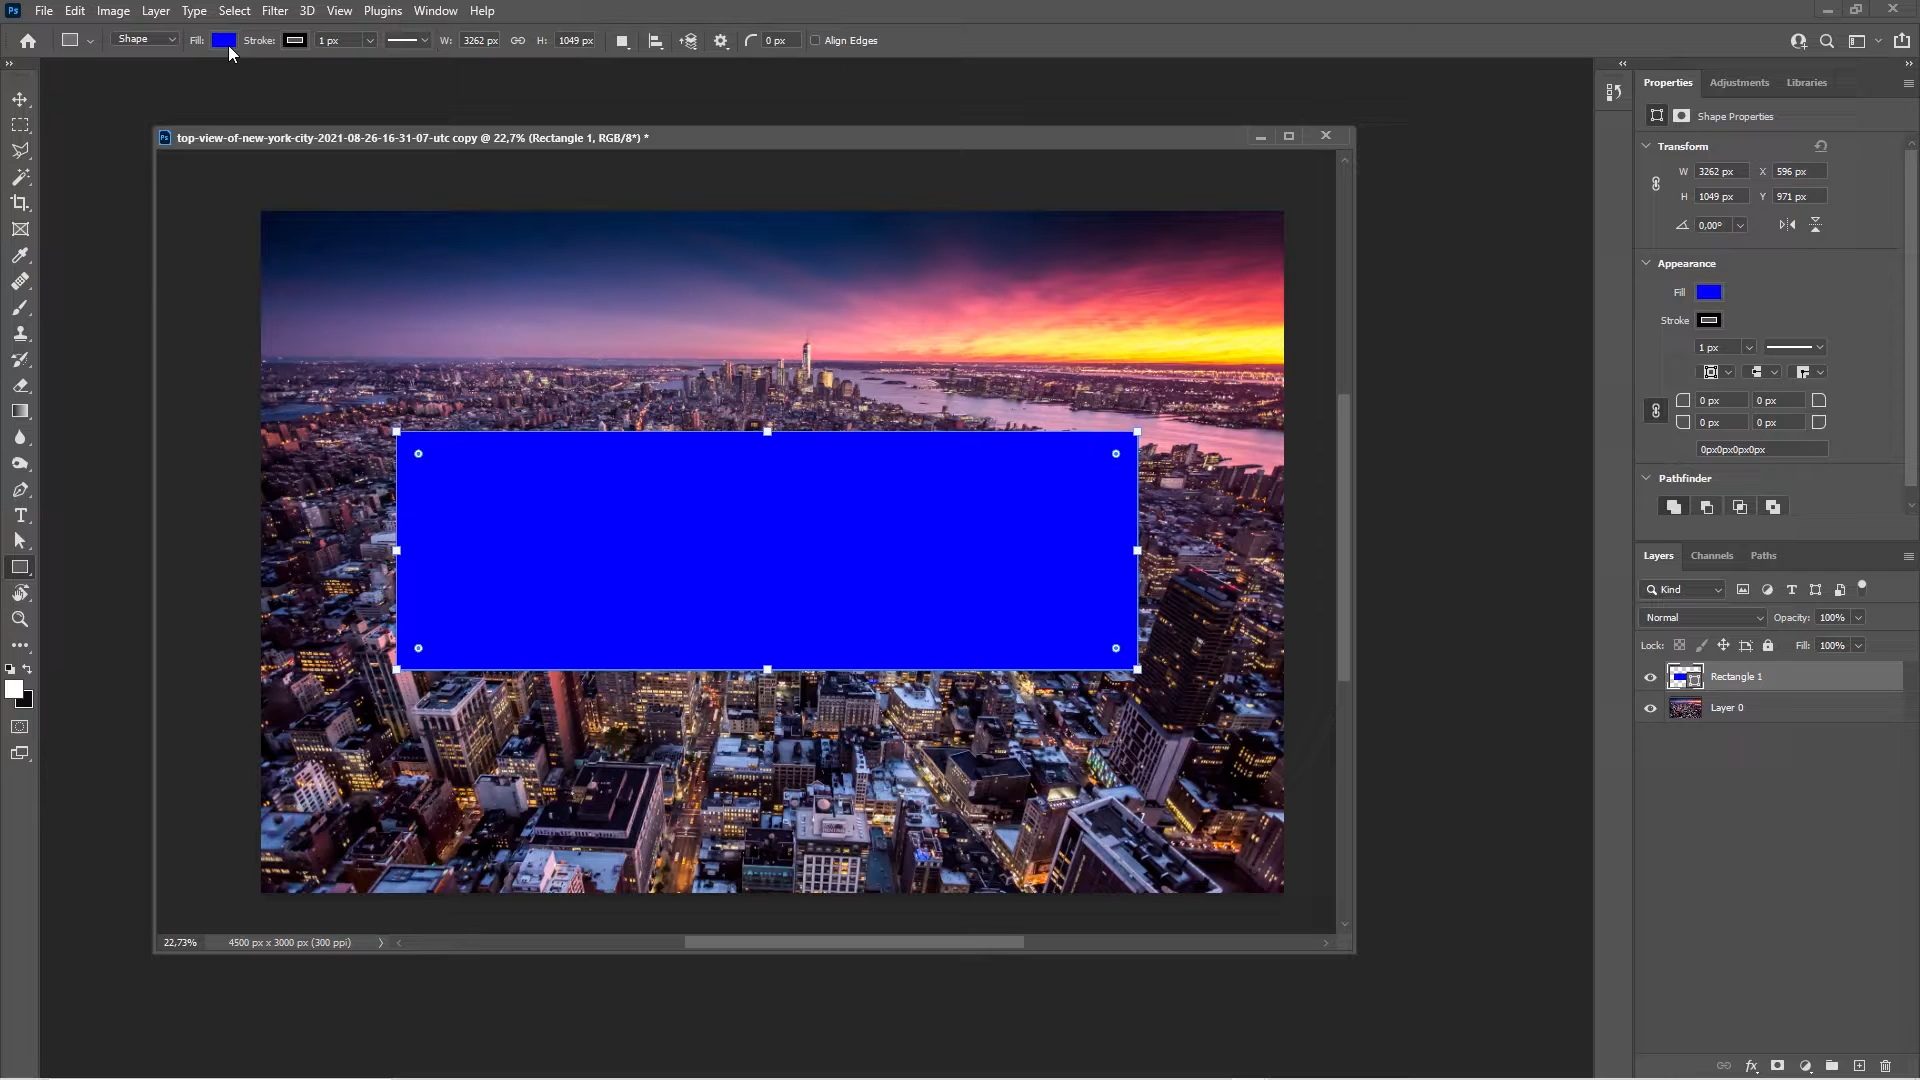 Ps File Edit Image Layer Type Select Filter 3D View Plugins Window Help
Shape Fill: Stroke: 1 px W: 3262 px H: 1049 px 0 px Align Edges
Properties Adjustments Libraries
Shape Properties
Ps top-view-of-new-york-city-2021-08-26-16-31-07-utc copy @ 22,7% (Rectangle 1, RGB/8*) *
Transform
W 3262 px X 596 px
H 1049 px Y 971 px
0,00°
Appearance
Fill
Stroke
1 px
0 px 0 px
0 px 0 px
0px0px0px0px
Pathfinder
Layers Channels Paths
Kind
Normal Opacity: 100%
Lock: Fill: 100%
Rectangle 1
Layer 0
22,73% 4500 px x 3000 px (300 ppi)
fx